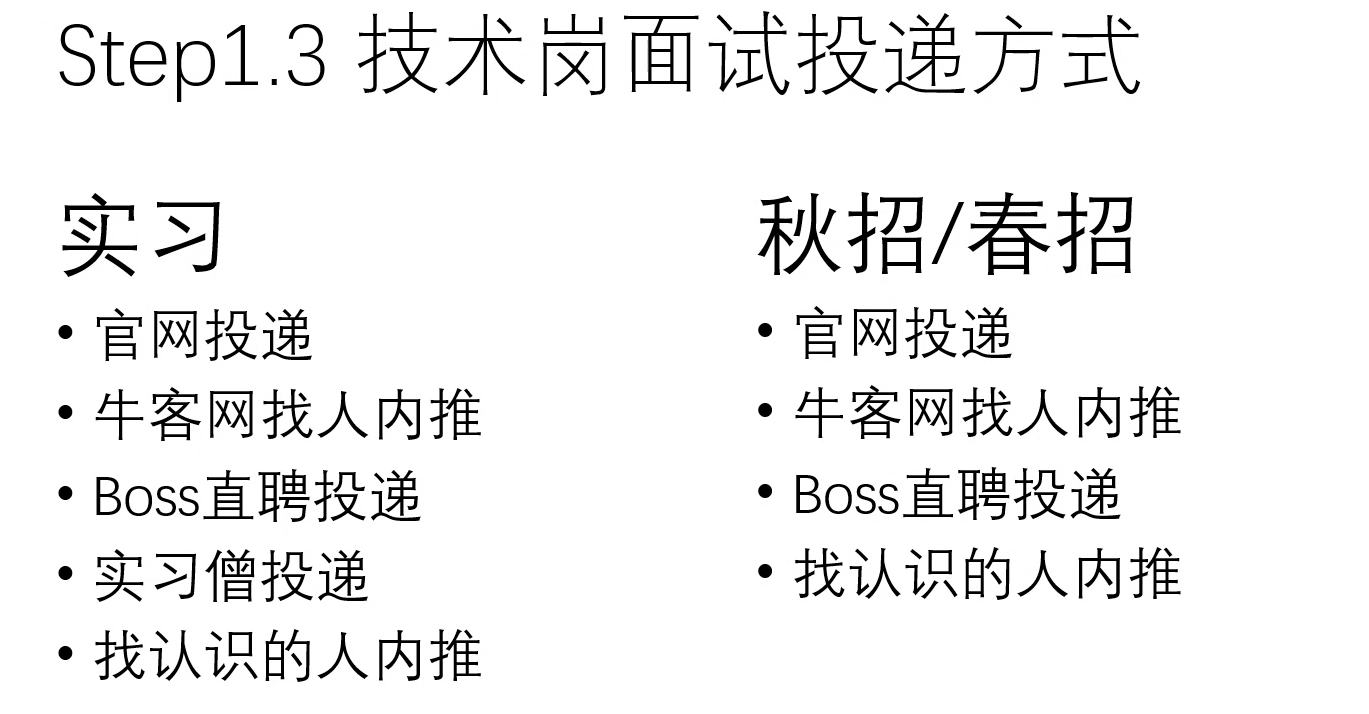 Step1.3 技术岗面试投递方式
实习
• 官网投递
• 牛客网找人内推
• Boss直聘投递
• 实习僧投递
• 找认识的人内推
秋招/春招
• 官网投递
• 牛客网找人内推
• Boss直聘投递
• 找认识的人内推